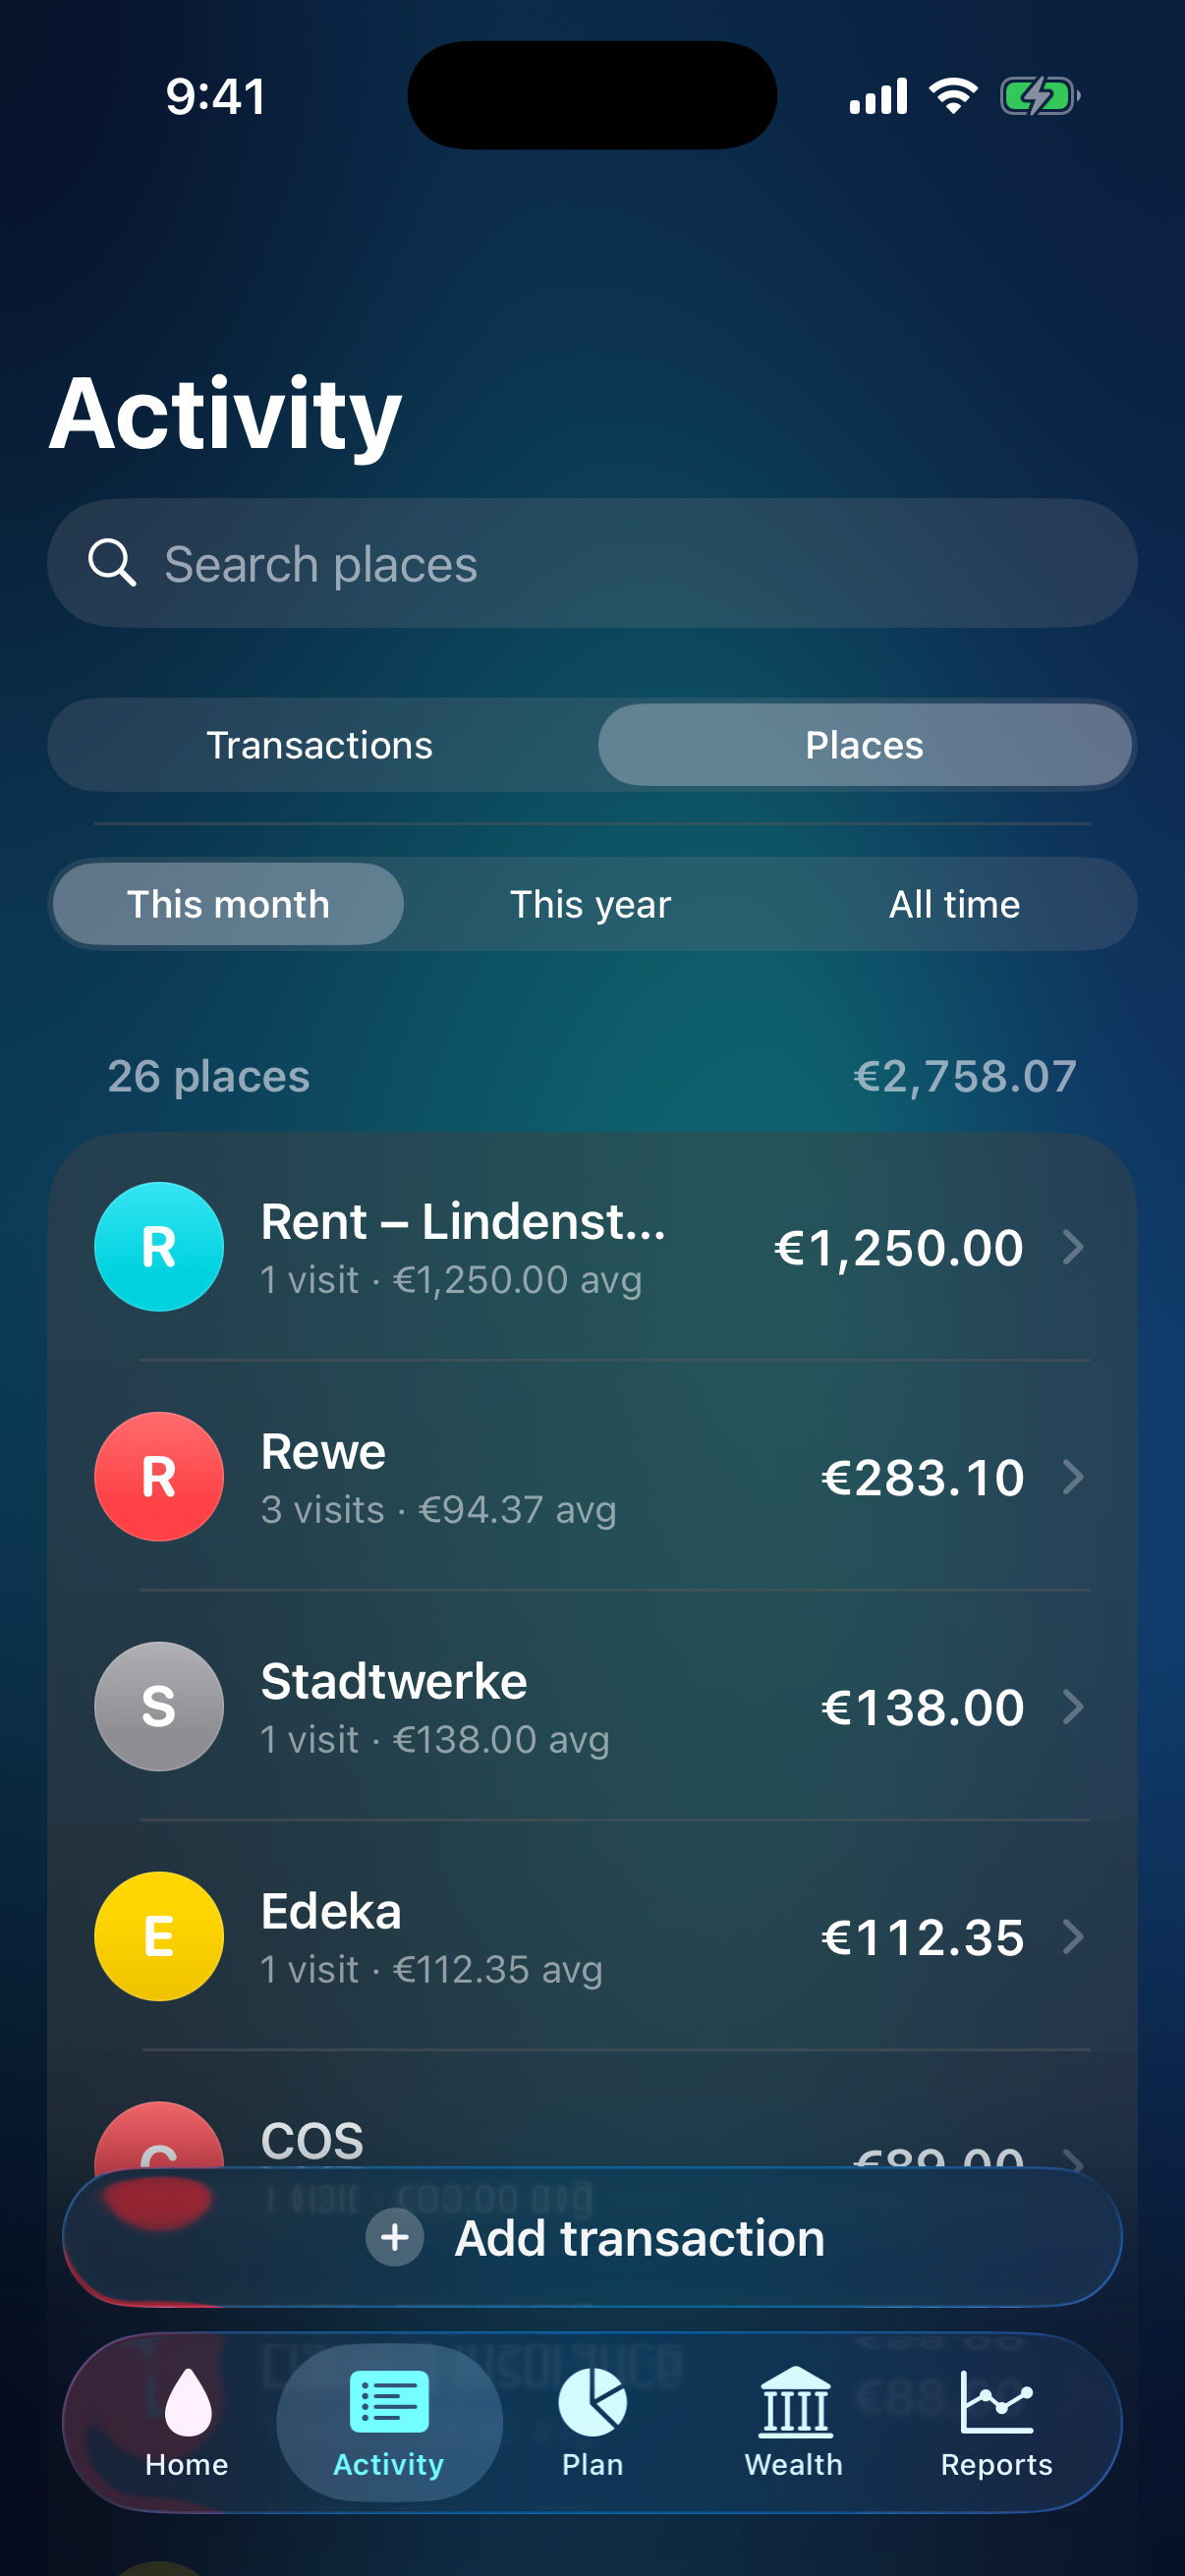 9:41
Activity
Search places
Transactions
Places
This month
This year
All time
26 places
€2,758.07
R
Rent – Lindenst...
€1,250.00
1 visit · €1,250.00 avg
R
Rewe
€283.10
3 visits · €94.37 avg
S
Stadtwerke
€138.00
1 visit · €138.00 avg
E
Edeka
€112.35
1 visit · €112.35 avg
C
COS
€89.00
Add transaction
Home
Activity
Plan
Wealth
Reports